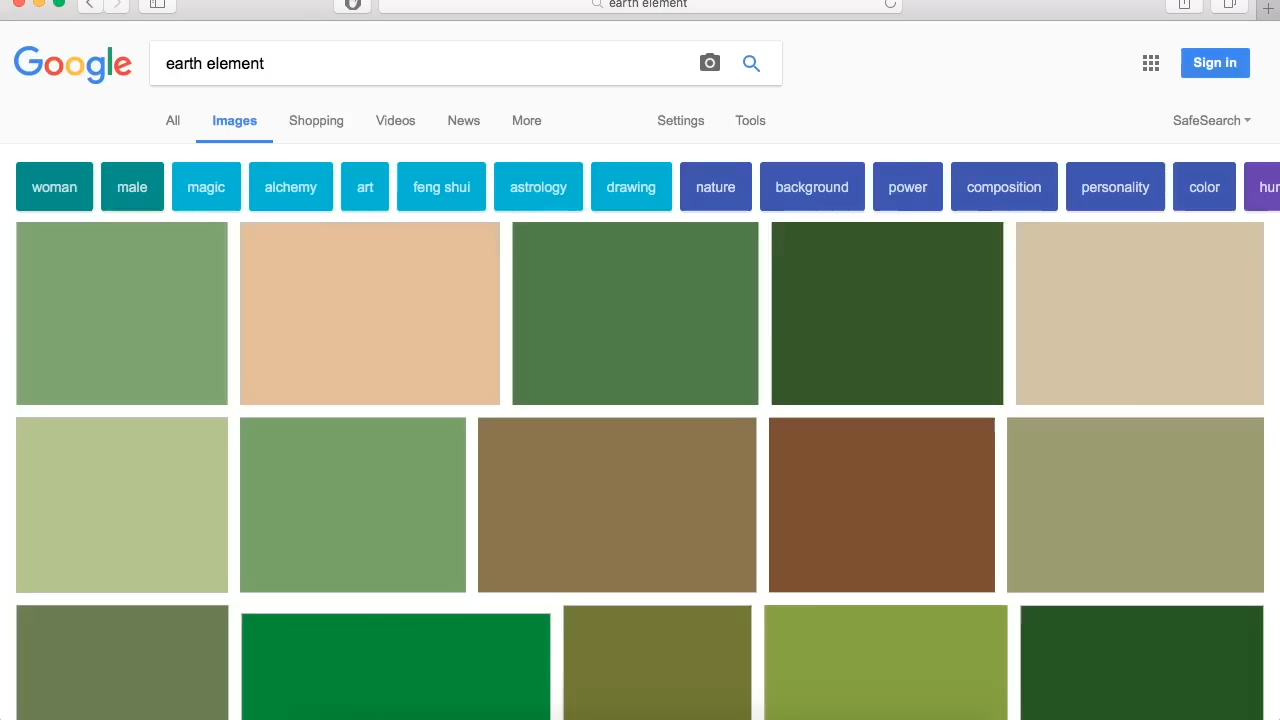 earth element
Google
earth element
Sign in
All Images Shopping Videos News More Settings Tools SafeSearch
woman male magic alchemy art feng shui astrology drawing nature background power composition personality color